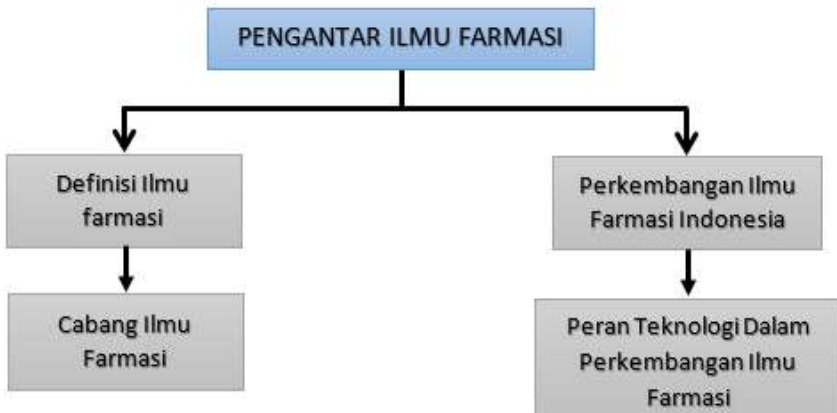 PENGANTAR ILMU FARMASI
Definisi Ilmu
farmasi
Perkembangan Ilmu
Farmasi Indonesia
Cabang Ilmu
Farmasi
Peran Teknologi Dalam
Perkembangan Ilmu
Farmasi